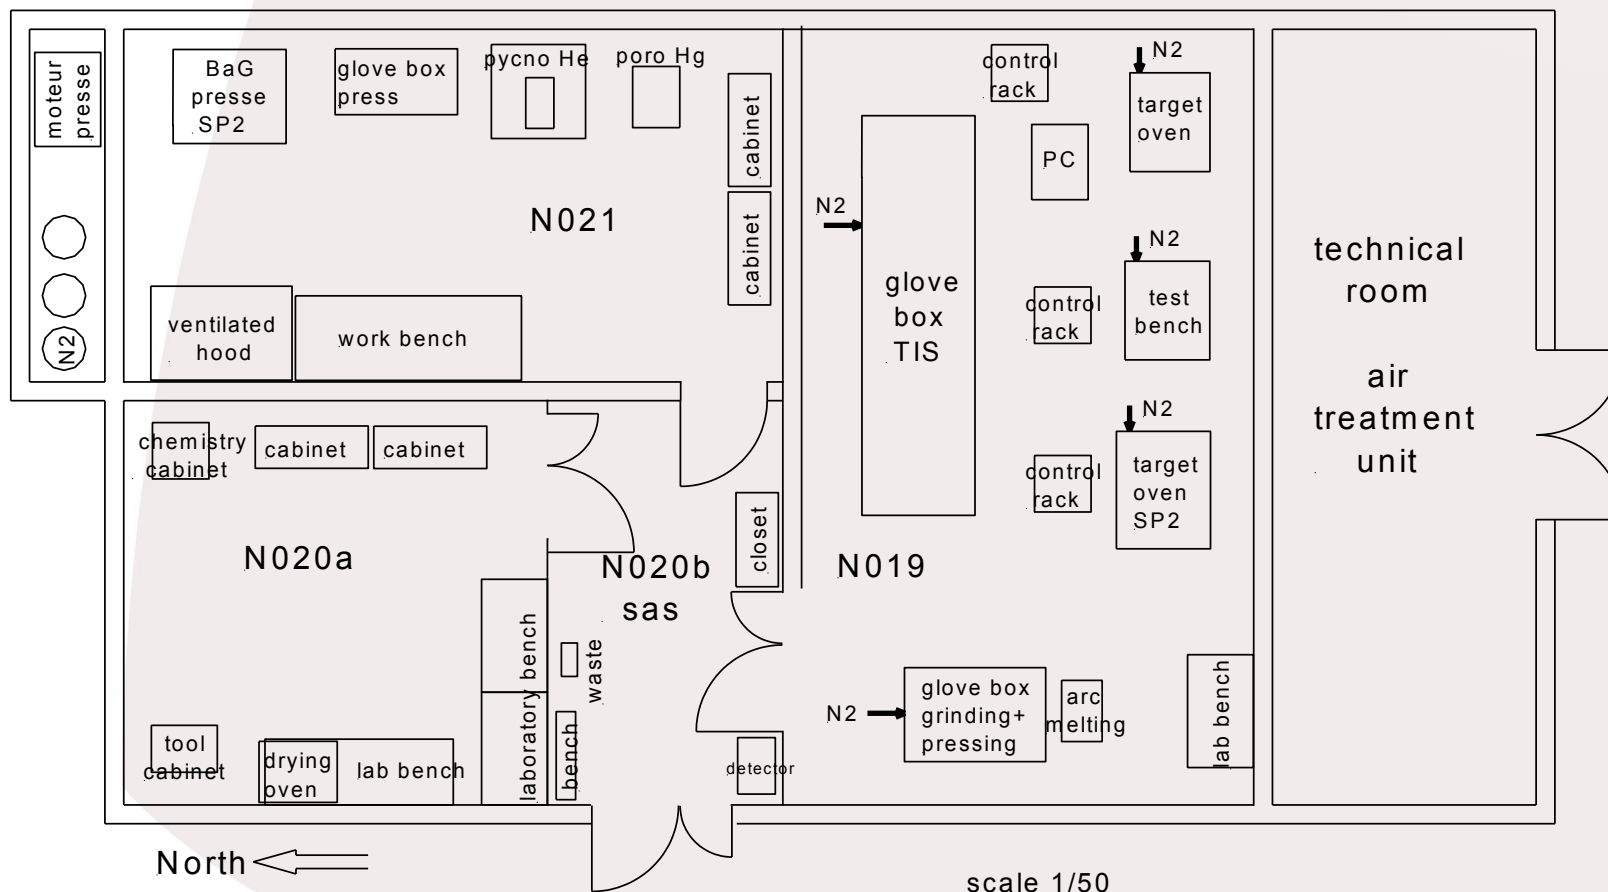 moteur
presse
BaG
presse
SP2
glove box
press
pycno He
poro Hg
cabinet
cabinet
N021
N2
ventilated
hood
work bench
control
rack
N2
target
oven
PC
N2
glove
box
TIS
N2
control
rack
test
bench
N2
control
rack
target
oven
SP2
technical
room
air
treatment
unit
chemistry
cabinet
cabinet
cabinet
N020a
N020b
sas
closet
N019
laboratory bench
waste
bench
tool
cabinet
drying
oven
lab bench
detector
N2
glove box
grinding+
pressing
arc
melting
lab bench
North
scale 1/50